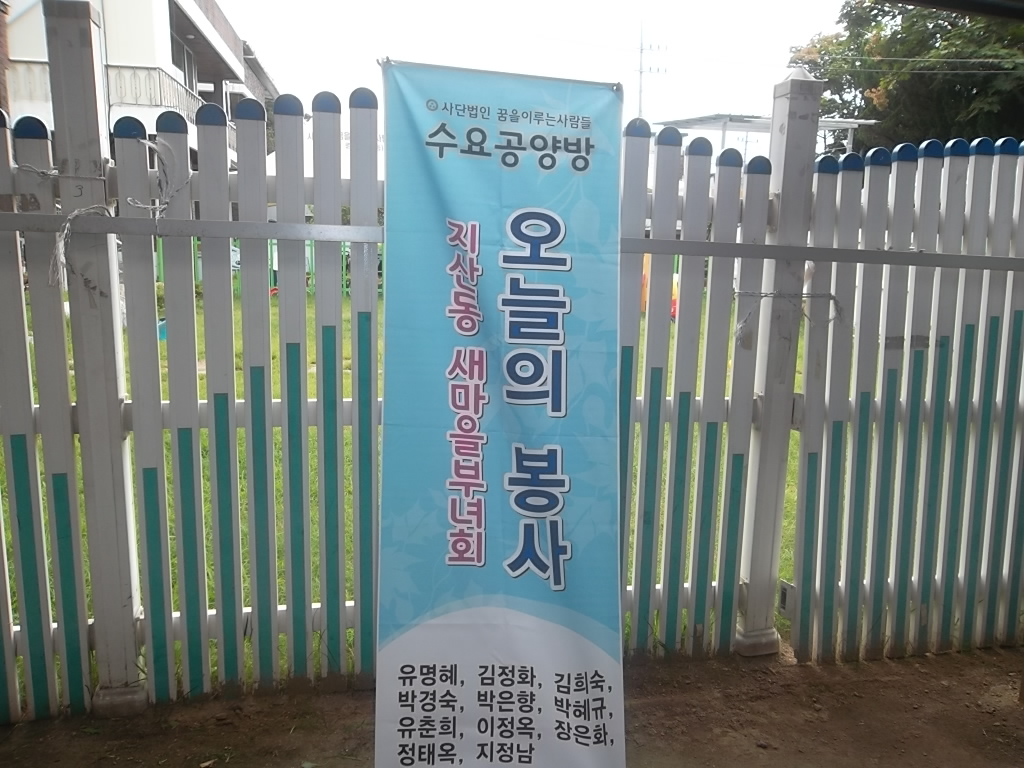 사단법인 꿈을이루는사람들
수요공양방
오늘의 봉사
지산동 새마을부녀회
유명혜, 김정화, 김희숙,
박경숙, 박은향, 박혜규,
유춘희, 이정옥, 장은화,
정태옥, 지정남
3